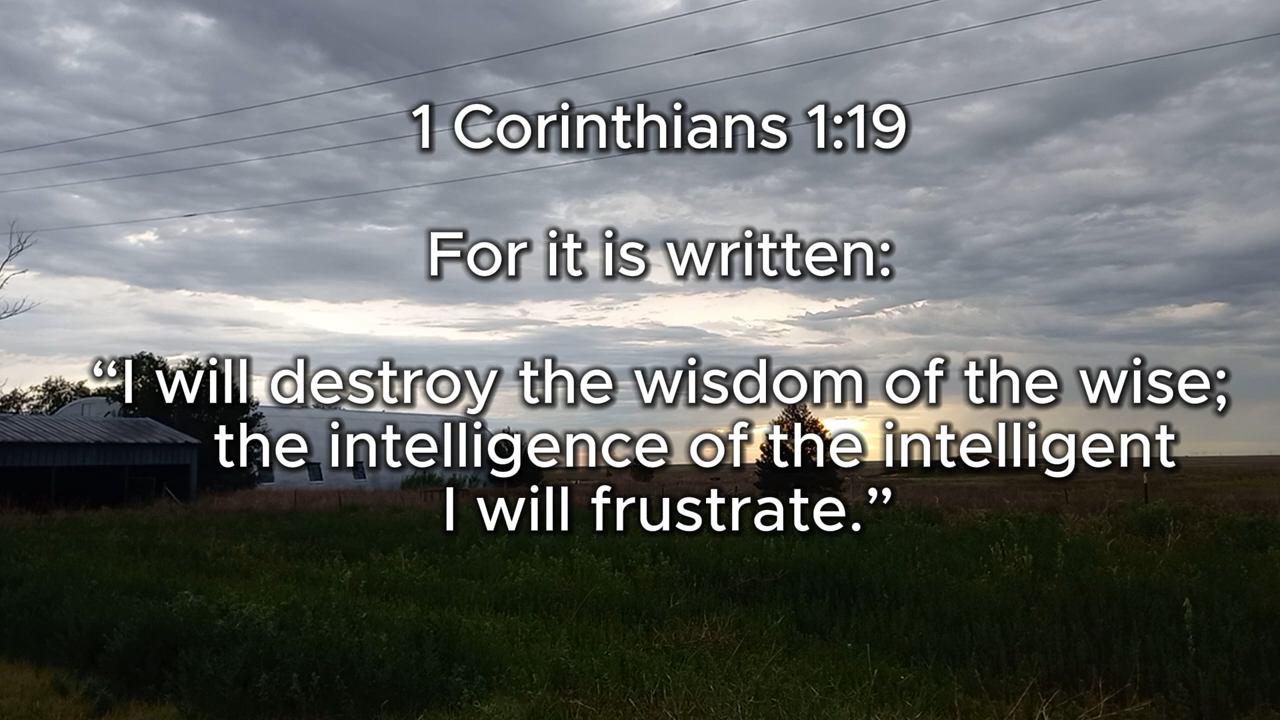 1 Corinthians 1:19
For it is written:
“I will destroy the wisdom of the wise;
the intelligence of the intelligent
I will frustrate.”